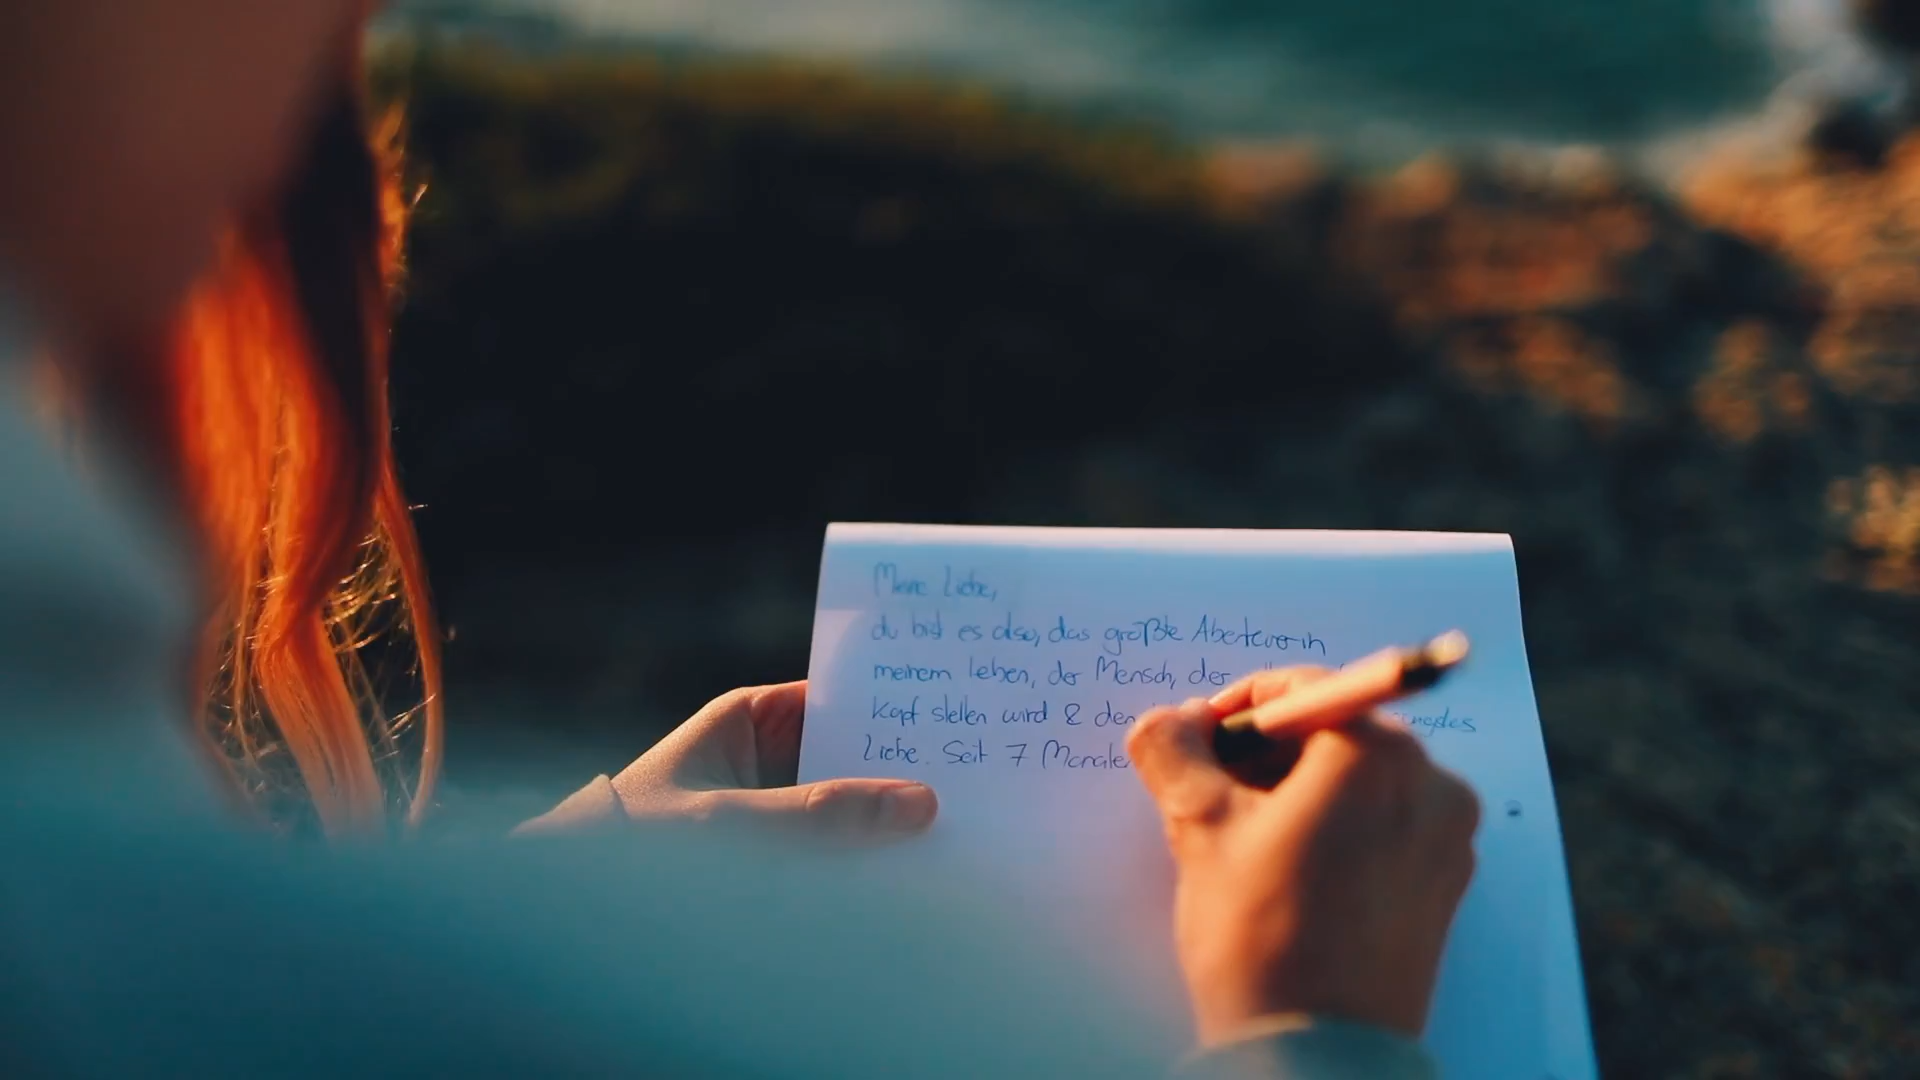 Meine Liebe,
du bist es also, das größte Abenteuer in
meinem Leben, der Mensch, der
Kopf stellen wird & den
Liebe. Seit 7 Monaten